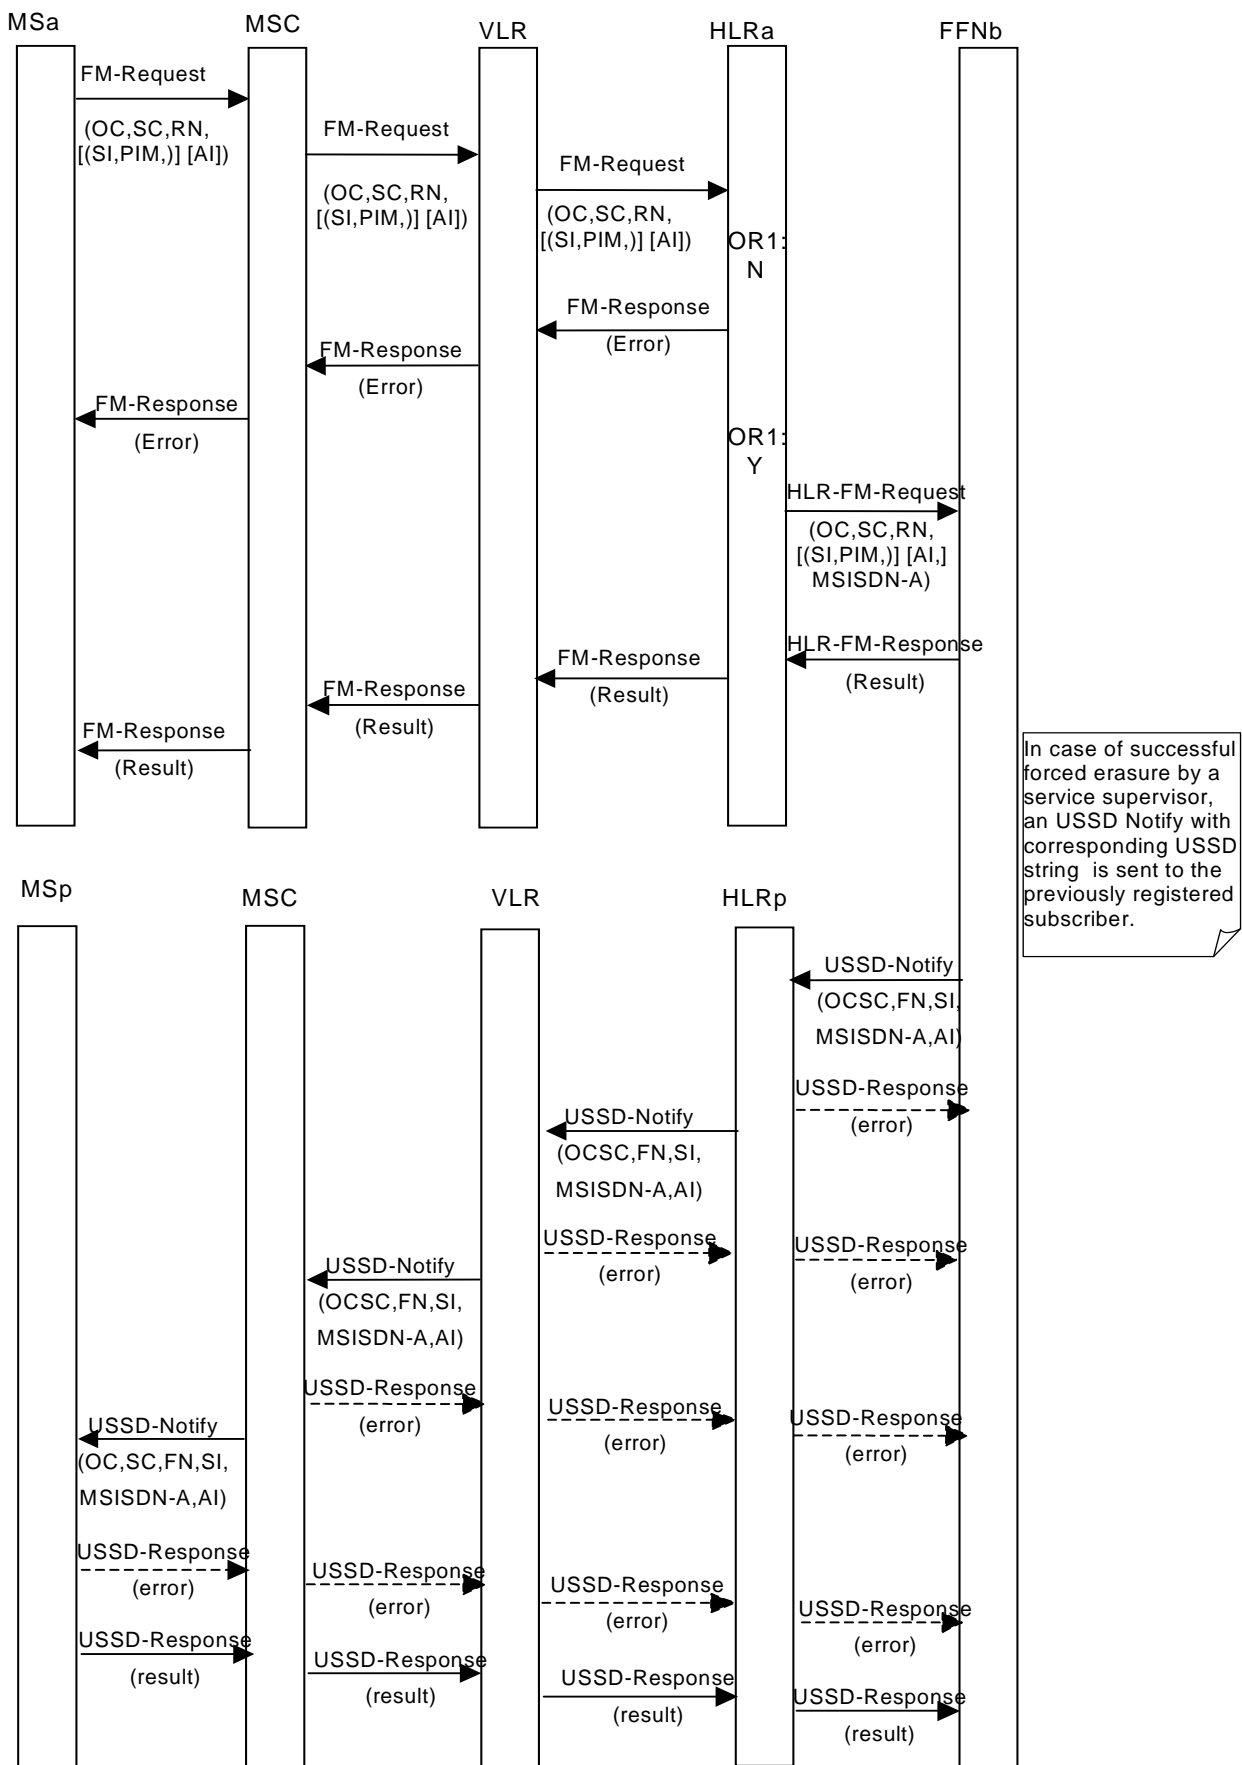 MSa
MSC
VLR
HLRa
FFNb
FM-Request
(OC,SC,RN,
[(SI,PIM,)] [AI])
FM-Request
(OC,SC,RN,
[(SI,PIM,)] [AI])
FM-Request
(OC,SC,RN,
[(SI,PIM,)] [AI])
OR1:
N
FM-Response
(Error)
FM-Response
(Error)
FM-Response
(Error)
OR1:
Y
HLR-FM-Request
(OC,SC,RN,
[(SI,PIM,)] [AI,]
MSISDN-A)
HLR-FM-Response
(Result)
FM-Response
(Result)
FM-Response
(Result)
FM-Response
(Result)
In case of successful
forced erasure by a
service supervisor,
an USSD Notify with
corresponding USSD
string is sent to the
previously registered
subscriber.
MSp
MSC
VLR
HLRp
USSD-Notify
(OCSC,FN,SI,
MSISDN-A,AI)
USSD-Response
(error)
USSD-Notify
(OCSC,FN,SI,
MSISDN-A,AI)
USSD-Response
(error)
USSD-Response
(error)
USSD-Notify
(OCSC,FN,SI,
MSISDN-A,AI)
USSD-Response
(error)
USSD-Response
(error)
USSD-Response
(error)
USSD-Notify
(OC,SC,FN,SI,
MSISDN-A,AI)
USSD-Response
(error)
USSD-Response
(error)
USSD-Response
(error)
USSD-Response
(error)
USSD-Response
(result)
USSD-Response
(result)
USSD-Response
(result)
USSD-Response
(result)